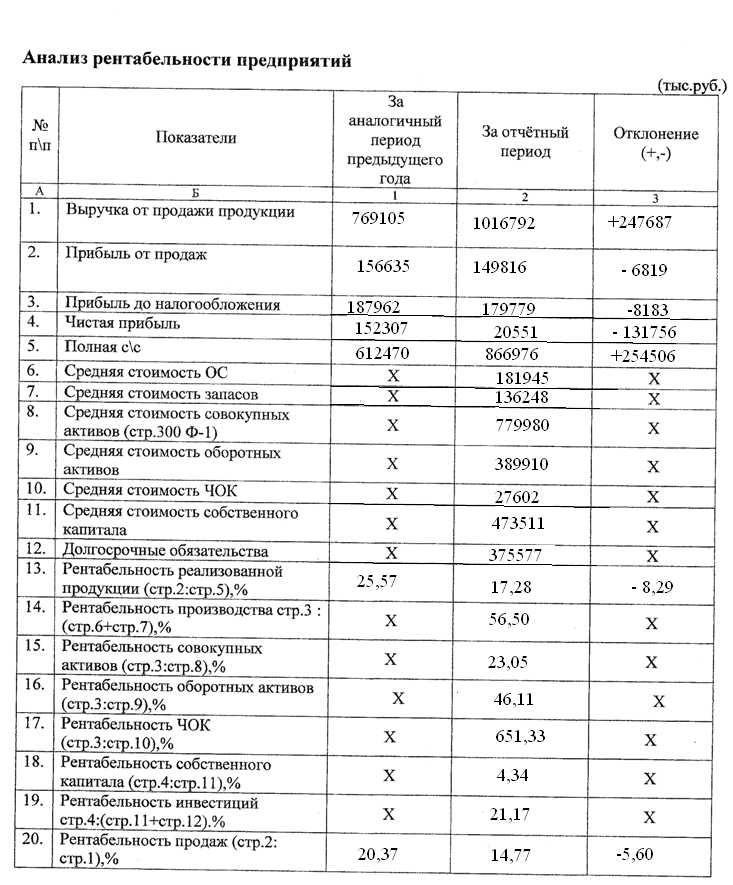 Анализ рентабельности предприятий
(тыс.руб.)
№ п\п Показатели За аналогичный период предыдущего года За отчётный период Отклонение (+,-)
А Б 1 2 3
1. Выручка от продажи продукции 769105 1016792 +247687
2. Прибыль от продаж 156635 149816 - 6819
3. Прибыль до налогообложения 187962 179779 -8183
4. Чистая прибыль 152307 20551 - 131756
5. Полная с\с 612470 866976 +254506
6. Средняя стоимость ОС Х 181945 Х
7. Средняя стоимость запасов Х 136248 Х
8. Средняя стоимость совокупных
активов (стр.300 Ф-1) Х 779980 Х
9. Средняя стоимость оборотных
активов Х 389910 Х
10. Средняя стоимость ЧОК Х 27602 Х
11. Средняя стоимость собственного
капитала Х 473511 Х
12. Долгосрочные обязательства Х 375577 Х
13. Рентабельность реализованной
продукции (стр.2:стр.5),% 25,57 17,28 - 8,29
14. Рентабельность производства стр.3 :
(стр.6+стр.7),% Х 56,50 Х
15. Рентабельность совокупных
активов (стр.3:стр.8),% Х 23,05 Х
16. Рентабельность оборотных активов
(стр.3:стр.9),% Х 46,11 Х
17. Рентабельность ЧОК
(стр.3:стр.10),% Х 651,33 Х
18. Рентабельность собственного
капитала (стр.4:стр.11),% Х 4,34 Х
19. Рентабельность инвестиций
стр.4:(стр.11+стр.12).% Х 21,17 Х
20. Рентабельность продаж (стр.2:
стр.1),% 20,37 14,77 -5,60